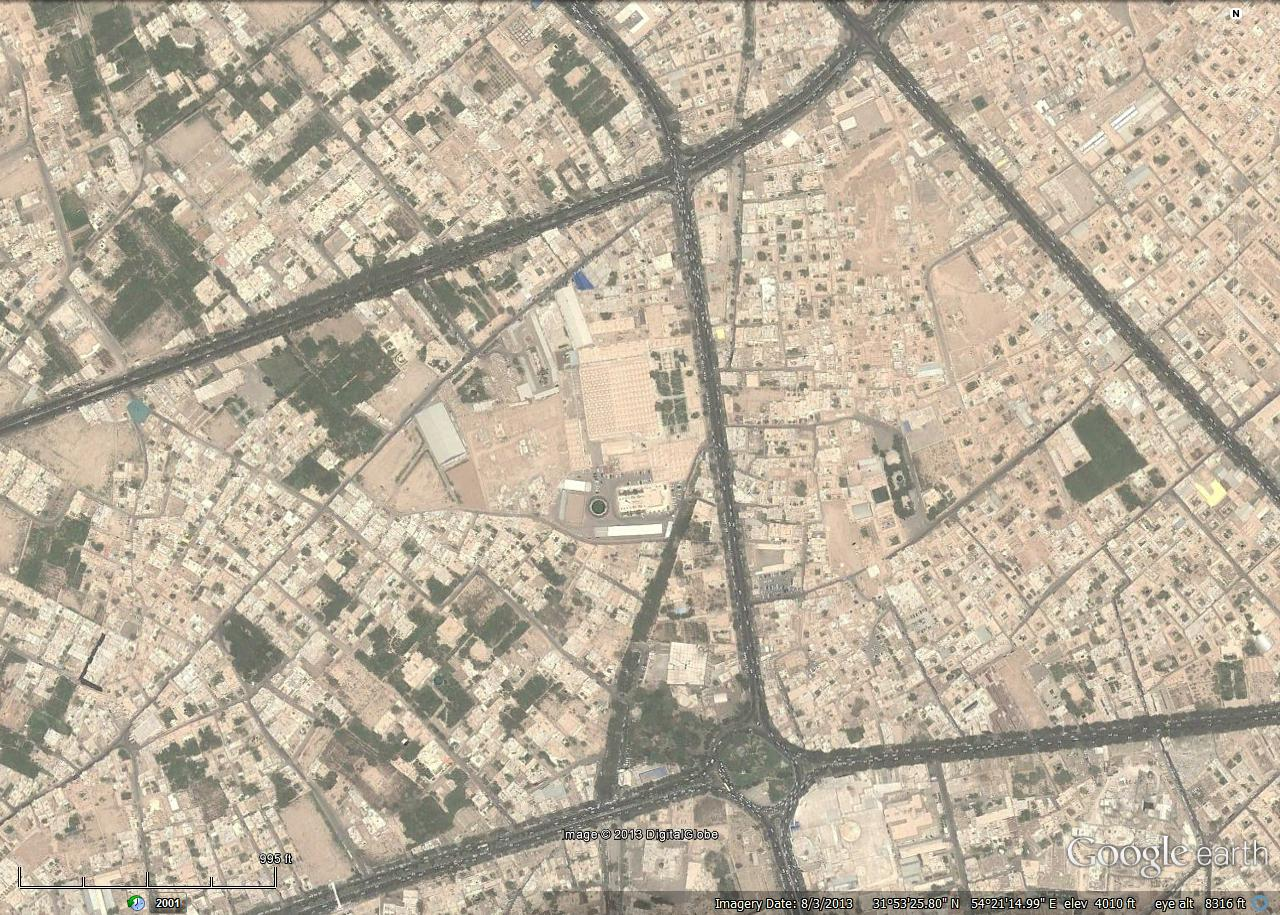 N
Image © 2013 DigitalGlobe
Google earth
995 ft
2001
Imagery Date: 8/3/2013 31°53'25.80" N 54°21'14.99" E elev 4010 ft eye alt 8316 ft